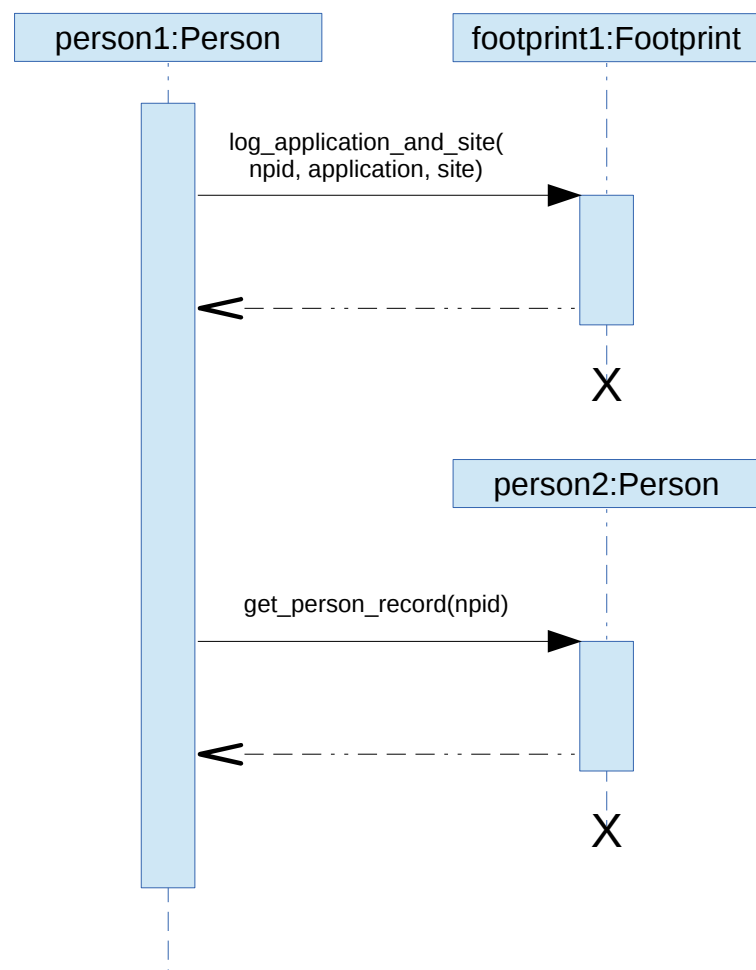 person1:Person
footprint1:Footprint
log_application_and_site(
npid, application, site)
X
person2:Person
get_person_record(npid)
X